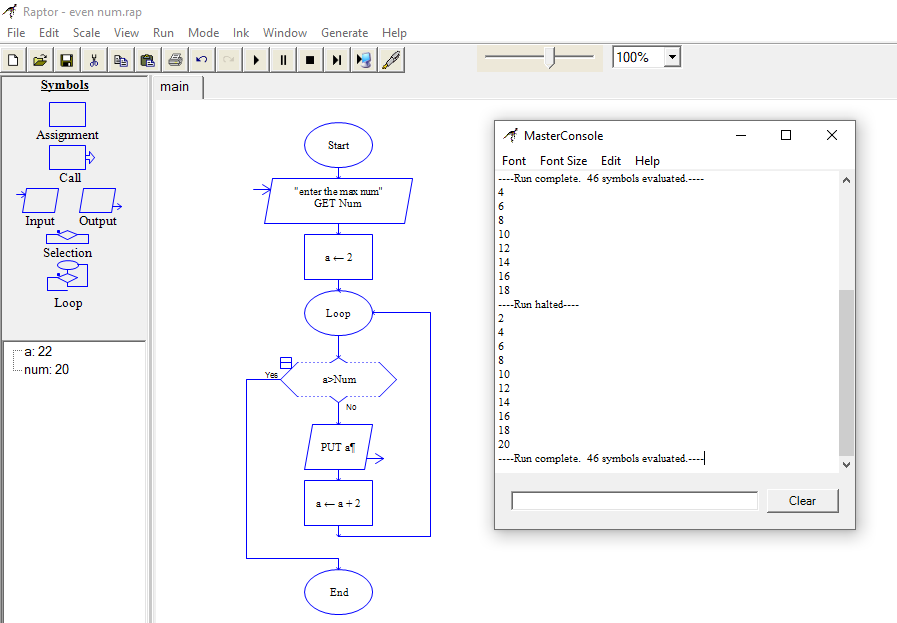 Raptor - even num.rap
File Edit Scale View Run Mode Ink Window Generate Help
100%
Symbols
Assignment
Call
Input Output
Selection
Loop
a: 22
num: 20
main
Start
"enter the max num"
GET Num
a ← 2
Loop
Yes
a>Num
No
PUT a¶
a ← a + 2
End
MasterConsole
Font Font Size Edit Help
----Run complete. 46 symbols evaluated.----
4
6
8
10
12
14
16
18
----Run halted----
2
4
6
8
10
12
14
16
18
20
----Run complete. 46 symbols evaluated.----
Clear